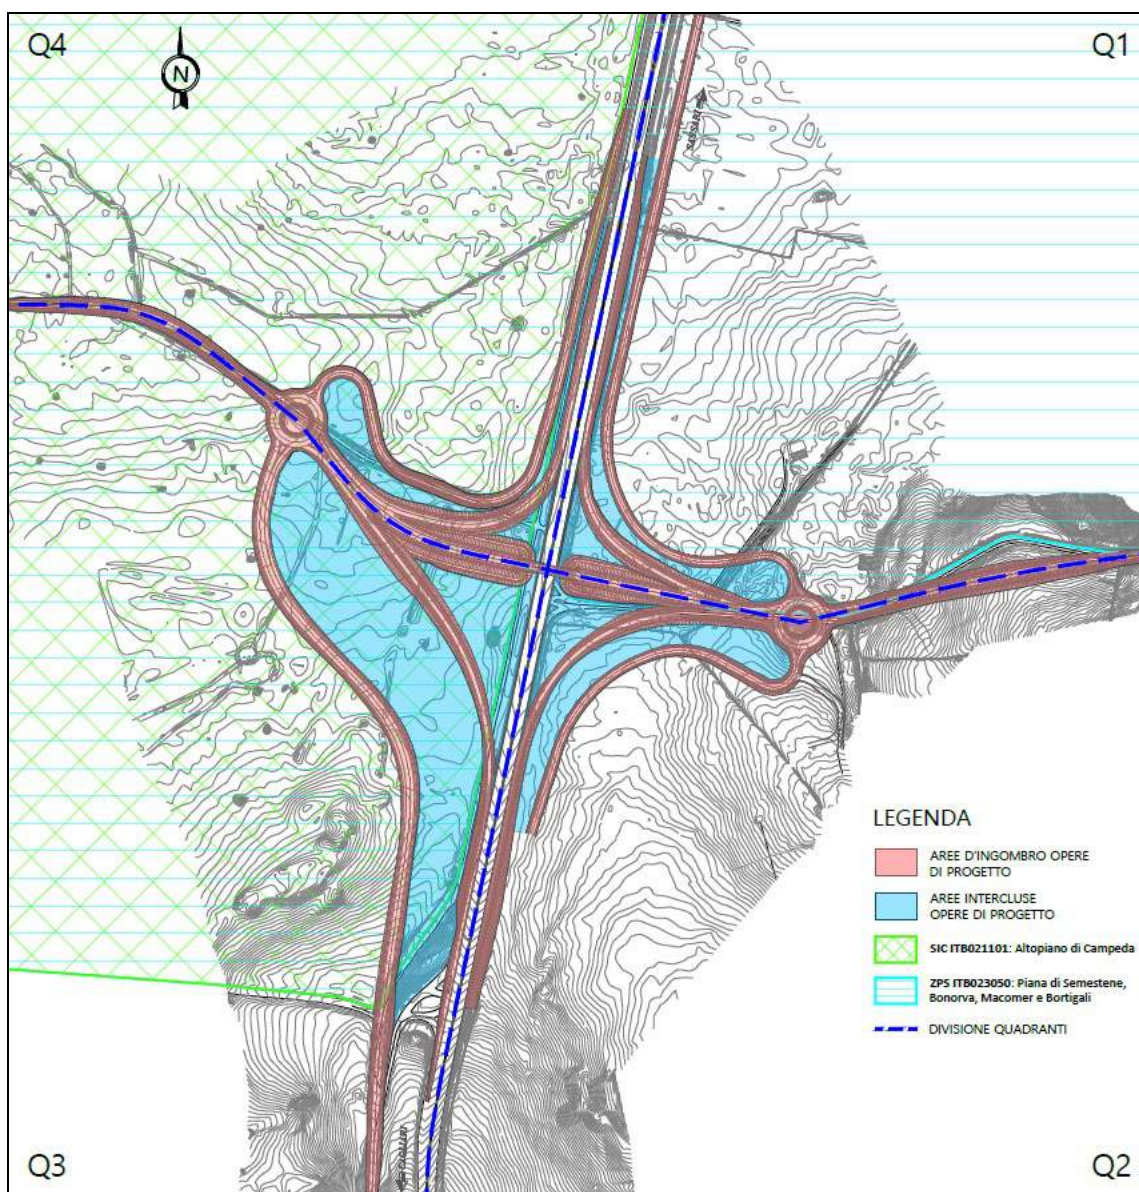 Q4
Q1
N
SASSARI
LEGENDA
AREE D'INGOMBRO OPERE
DI PROGETTO
AREE INTERCLUSE
OPERE DI PROGETTO
SIC ITB021101: Altopiano di Campeda
ZPS ITB023050: Piana di Semestene,
Bonorva, Macomer e Bortigali
DIVISIONE QUADRANTI
Q3
CAGLIARI
Q2